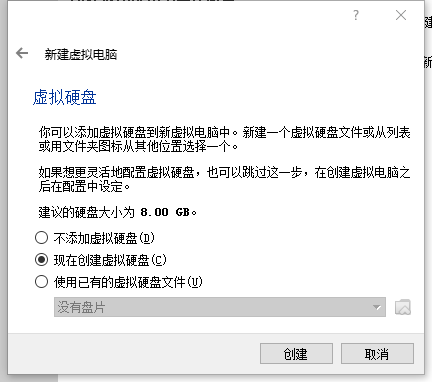 ?
新建虚拟电脑
虚拟硬盘
你可以添加虚拟硬盘到新虚拟电脑中。新建一个虚拟硬盘文件或从列表
或用文件夹图标从其他位置选择一个。
如果想更灵活地配置虚拟硬盘，也可以跳过这一步，在创建虚拟电脑之
后在配置中设定。
建议的硬盘大小为 8.00 GB。
不添加虚拟硬盘(D)
现在创建虚拟硬盘(C)
使用已有的虚拟硬盘文件(U)
没有盘片
创建
取消